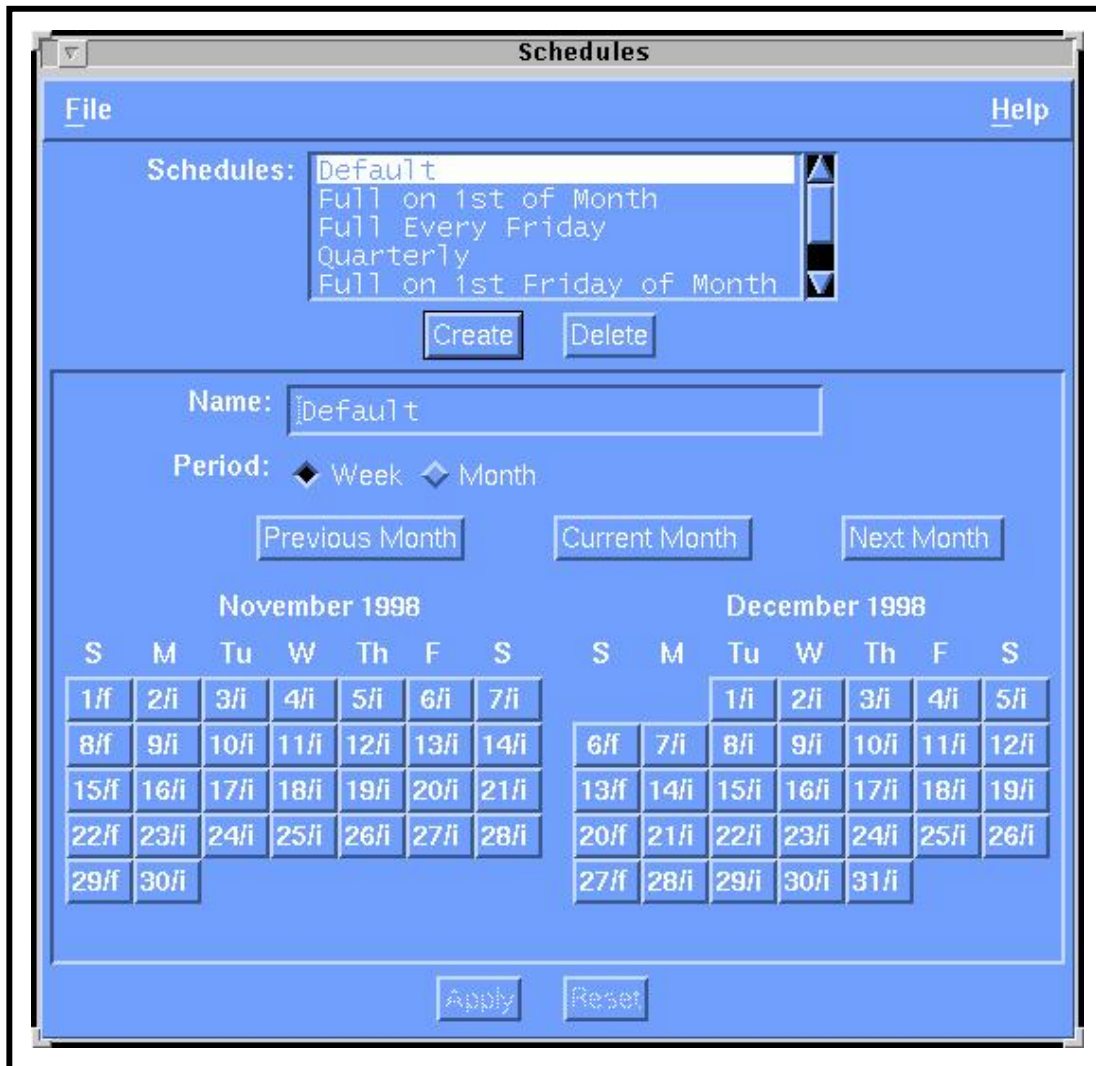 Schedules
File Help
Schedules:
Default
Full on 1st of Month
Full Every Friday
Quarterly
Full on 1st Friday of Month
Create Delete
Name: Default
Period: Week Month
Previous Month Current Month Next Month
November 1998 December 1998
S M Tu W Th F S S M Tu W Th F S
1/f 2/i 3/i 4/i 5/i 6/i 7/i 1/i 2/i 3/i 4/i 5/i
8/f 9/i 10/i 11/i 12/i 13/i 14/i 6/f 7/i 8/i 9/i 10/i 11/i 12/i
15/f 16/i 17/i 18/i 19/i 20/i 21/i 13/f 14/i 15/i 16/i 17/i 18/i 19/i
22/f 23/i 24/i 25/i 26/i 27/i 28/i 20/f 21/i 22/i 23/i 24/i 25/i 26/i
29/f 30/i 27/f 28/i 29/i 30/i 31/i
Apply Reset